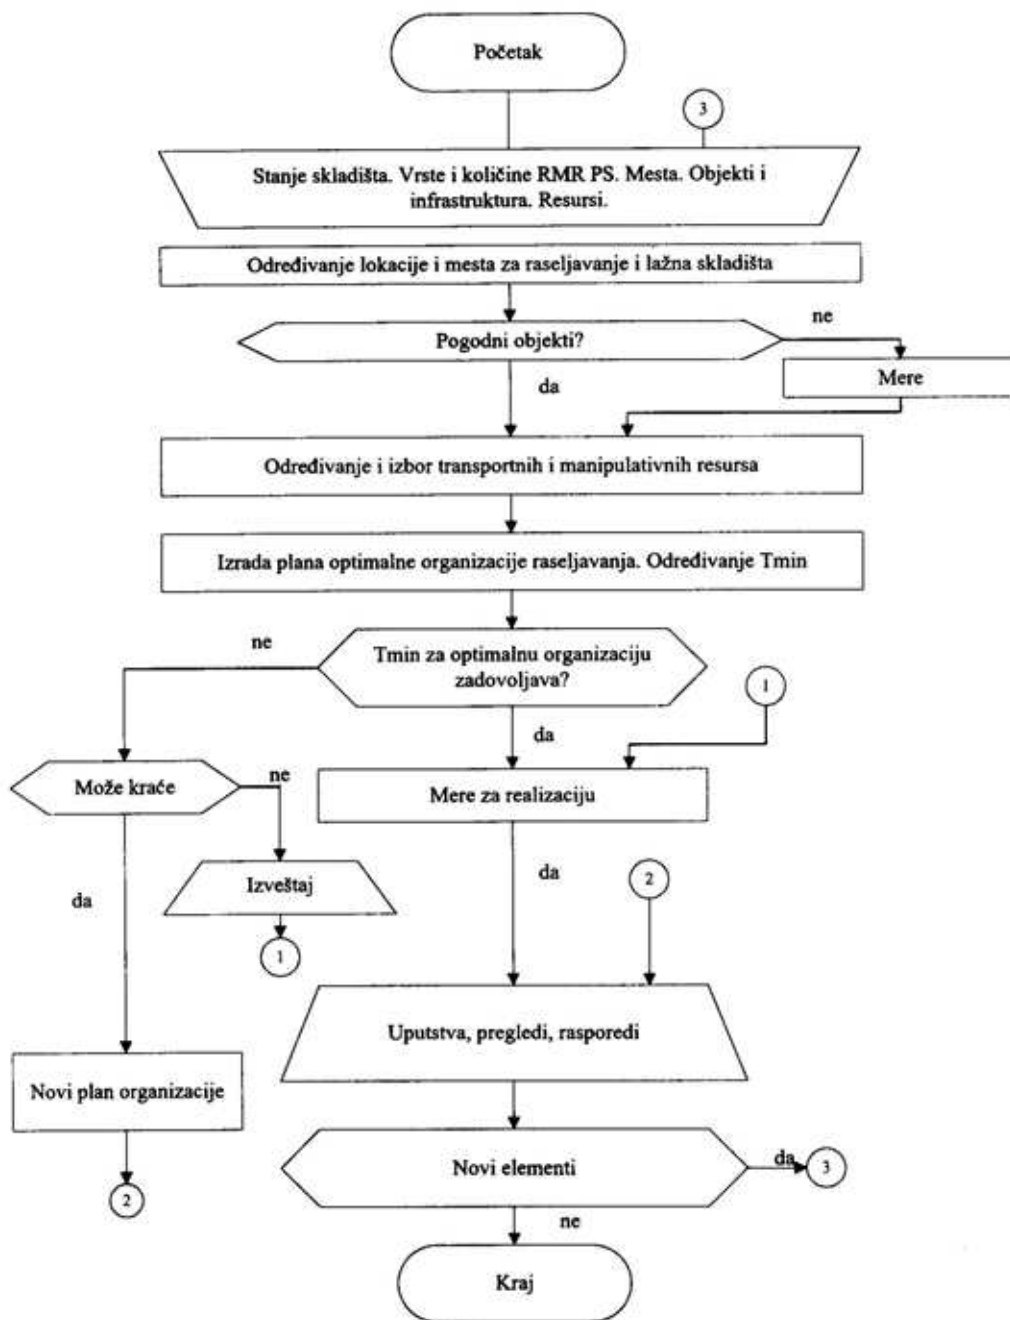 Početak
3
Stanje skladišta. Vrste i količine RMR PS. Mesta. Objekti i
infrastruktura. Resursi.
Određivanje lokacije i mesta za raseljavanje i lažna skladišta
ne
Pogodni objekti?
Mere
da
Određivanje i izbor transportnih i manipulativnih resursa
Izrada plana optimalne organizacije raseljavanja. Određivanje Tmin
ne
Tmin za optimalnu organizaciju
zadovoljava?
1
da
Može kraće
ne
Mere za realizaciju
da
Izveštaj
da
2
1
Uputstva, pregledi, rasporedi
Novi plan organizacije
Novi elementi
da
3
2
ne
Kraj